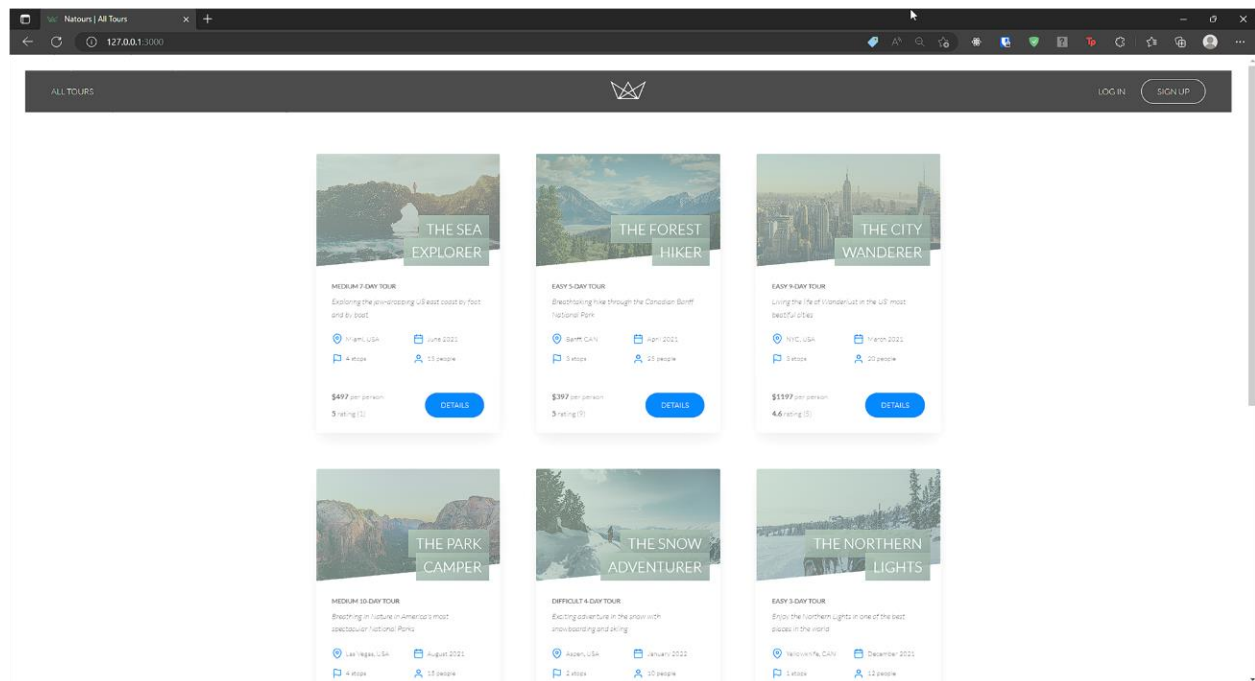 Natours | All Tours
127.0.0.1:3000
ALL TOURS
LOG IN
SIGN UP
THE SEA
EXPLORER
MEDIUM 7-DAY TOUR
Exploring the jaw-dropping US east coast by foot
and by boat
Miami, USA
June 2021
4 stops
15 people
$497 per person
5 rating (1)
DETAILS
THE FOREST
HIKER
EASY 5-DAY TOUR
Breathtaking hike through the Canadian Banff
National Park
Banff, CAN
April 2021
3 stops
25 people
$397 per person
5 rating (9)
DETAILS
THE CITY
WANDERER
EASY 9-DAY TOUR
Living the life of Wanderlust in the US' most
beatiful cities
NYC, USA
March 2021
3 stops
20 people
$1197 per person
4.6 rating (5)
DETAILS
THE PARK
CAMPER
MEDIUM 10-DAY TOUR
Breathing in Nature in America's most
spectacular National Parks
Las Vegas, USA
August 2021
4 stops
15 people
THE SNOW
ADVENTURER
DIFFICULT 4-DAY TOUR
Exciting adventure in the snow with
snowboarding and skiing
Aspen, USA
January 2022
2 stops
10 people
THE NORTHERN
LIGHTS
EASY 3-DAY TOUR
Enjoy the Northern Lights in one of the best
places in the world
Yellowknife, CAN
December 2021
1 stops
12 people